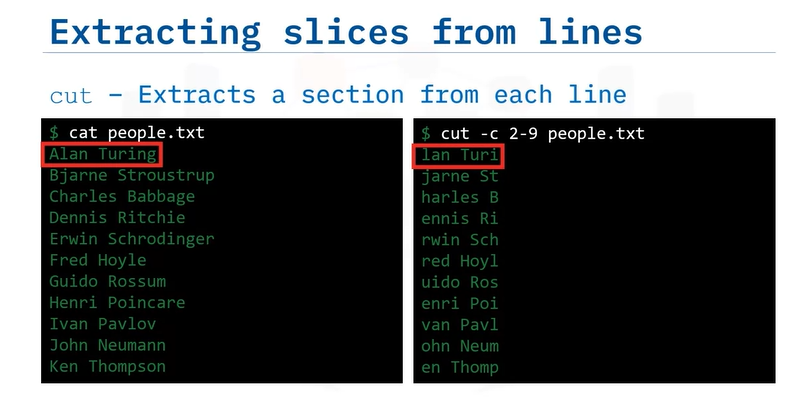 Extracting slices from lines
cut – Extracts a section from each line
$ cat people.txt
Alan Turing
Bjarne Stroustrup
Charles Babbage
Dennis Ritchie
Erwin Schrodinger
Fred Hoyle
Guido Rossum
Henri Poincare
Ivan Pavlov
John Neumann
Ken Thompson
$ cut -c 2-9 people.txt
lan Turi
jarne St
harles B
ennis Ri
rwin Sch
red Hoyl
uido Ros
enri Poi
van Pavl
ohn Neum
en Thomp